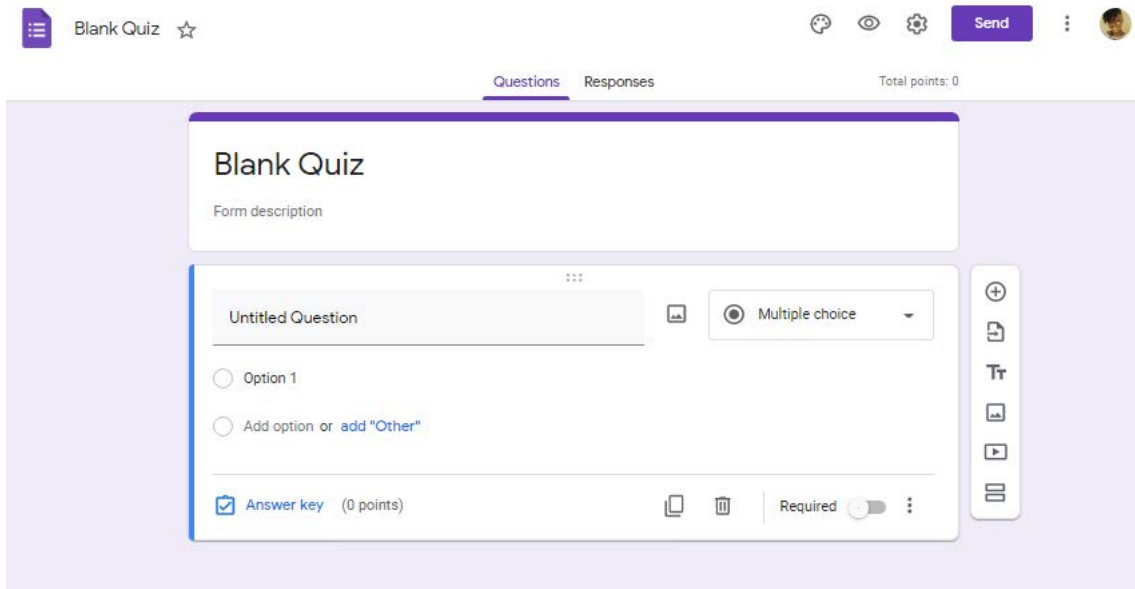 Blank Quiz
Send
Questions Responses Total points: 0
Blank Quiz
Form description
Untitled Question
Multiple choice
Option 1
Add option or add "Other"
Tт
Answer key (0 points)
Required